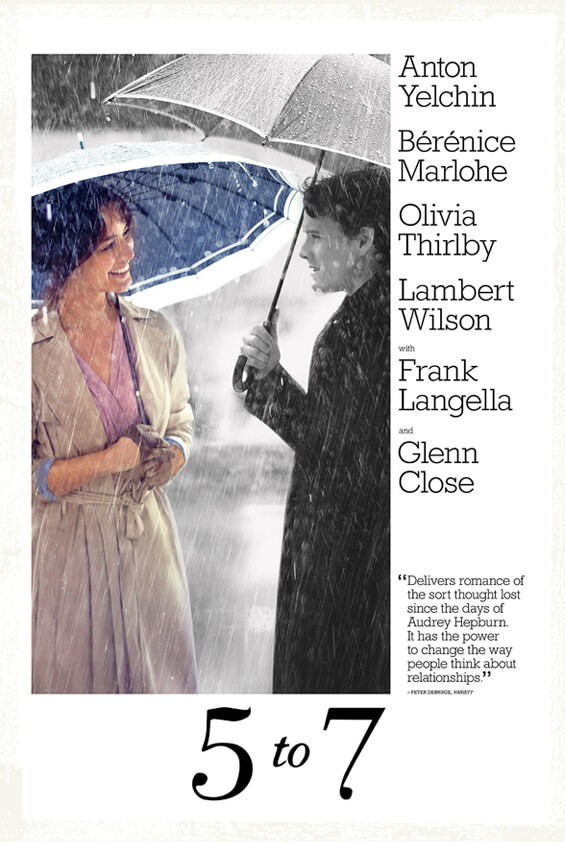 Anton
Yelchin
Bérénice
Marlohe
Olivia
Thirlby
Lambert
Wilson
with
Frank
Langella
and
Glenn
Close
“Delivers romance of
the sort thought lost
since the days of
Audrey Hepburn.
It has the power
to change the way
people think about
relationships.”
– PETER DEBRUGE, VARIETY
5 to 7